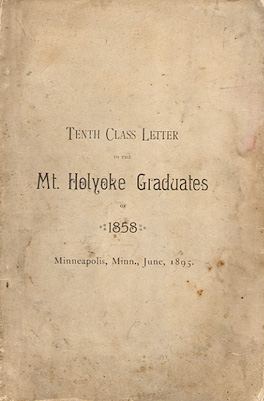 Tenth Class Letter
to the
Mt. Holyoke Graduates
of
1858
Minneapolis, Minn., June, 1895.